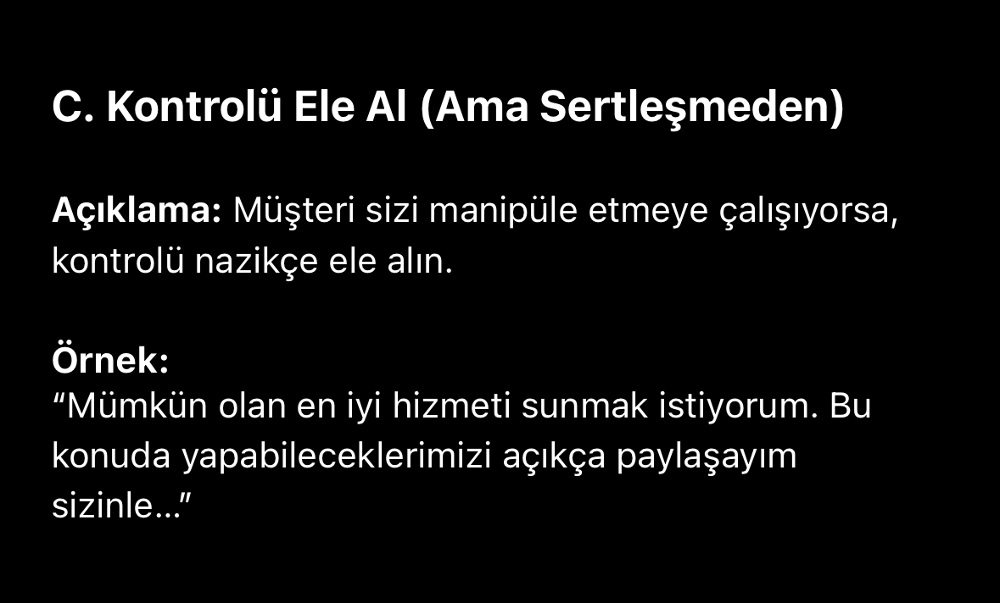 C. Kontrolü Ele Al (Ama Sertleşmeden)
Açıklama: Müşteri sizi manipüle etmeye çalışıyorsa,
kontrolü nazikçe ele alın.
Örnek:
“Mümkün olan en iyi hizmeti sunmak istiyorum. Bu
konuda yapabileceklerimizi açıkça paylaşayım
sizinle...”